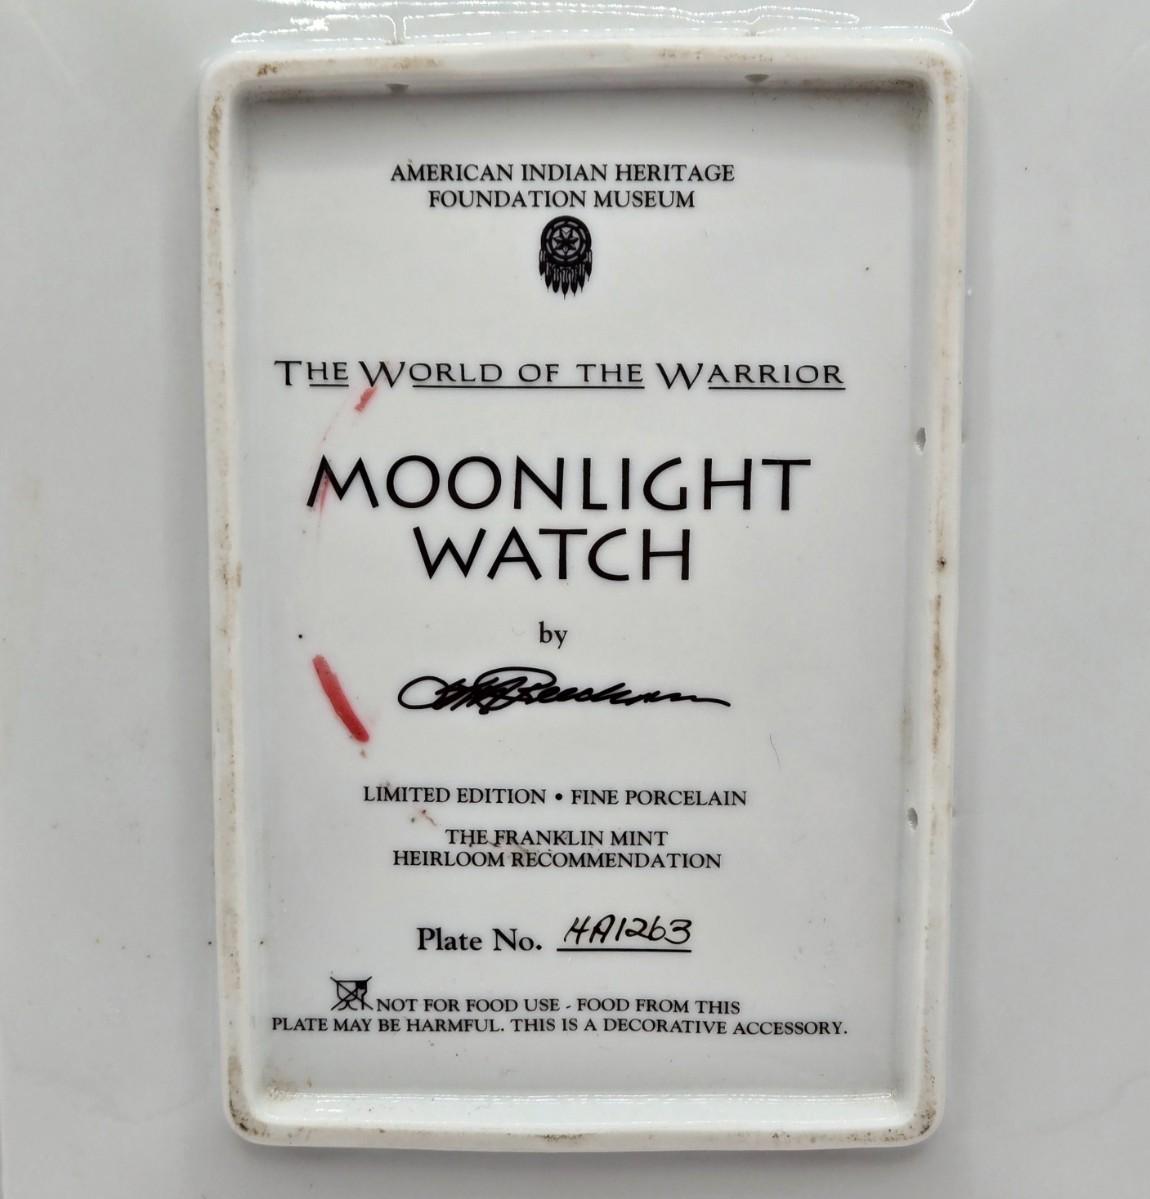 AMERICAN INDIAN HERITAGE
FOUNDATION MUSEUM
THE WORLD OF THE WARRIOR
MOONLIGHT
WATCH
by
LIMITED EDITION • FINE PORCELAIN
THE FRANKLIN MINT
HEIRLOOM RECOMMENDATION
Plate No. HA1263
NOT FOR FOOD USE - FOOD FROM THIS
PLATE MAY BE HARMFUL. THIS IS A DECORATIVE ACCESSORY.